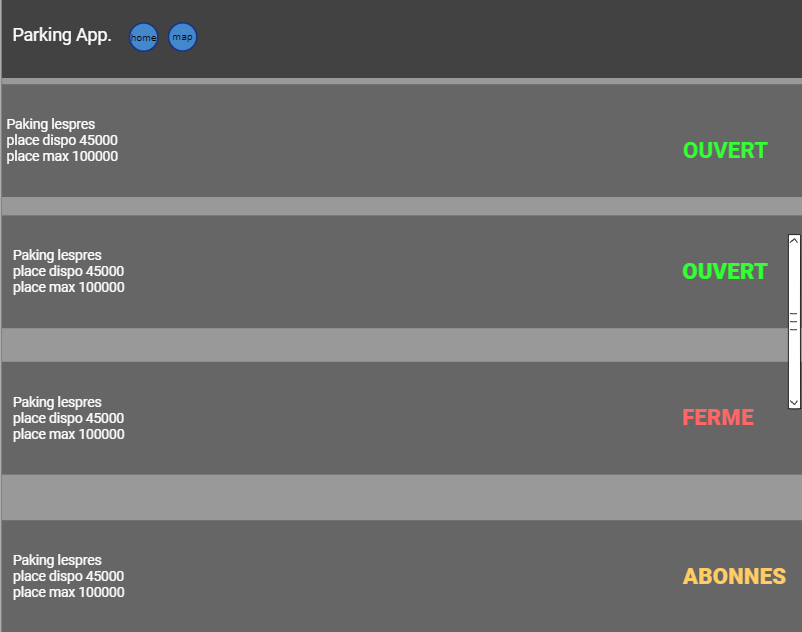 Parking App. home map
Paking lespres
place dispo 45000
place max 100000
OUVERT
Paking lespres
place dispo 45000
place max 100000
OUVERT
Paking lespres
place dispo 45000
place max 100000
FERME
Paking lespres
place dispo 45000
place max 100000
ABONNES